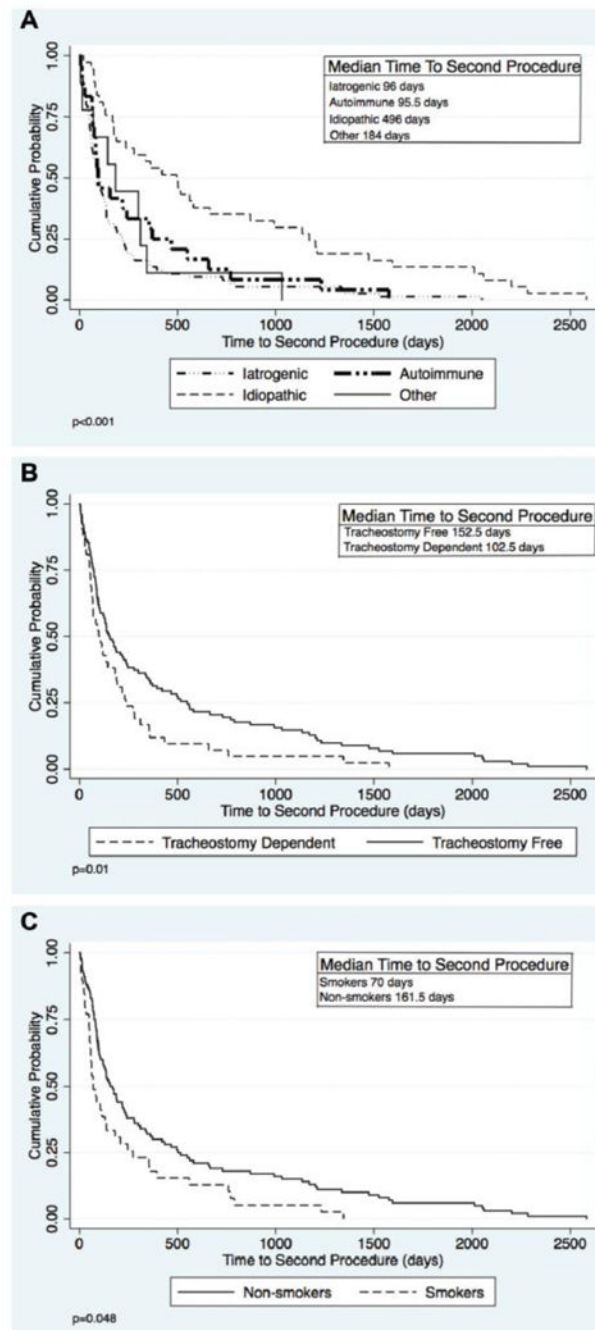 A
Median Time To Second Procedure
Iatrogenic 96 days
Autoimmune 95.5 days
Idiopathic 496 days
Other 184 days
1.00
0.75
0.50
0.25
0.00
Cumulative Probability
0 500 1000 1500 2000 2500
Time to Second Procedure (days)
Iatrogenic Autoimmune
Idiopathic Other
p<0.001
B
Median Time to Second Procedure
Tracheostomy Free 152.5 days
Tracheostomy Dependent 102.5 days
1.00
0.75
0.50
0.25
0.00
Cumulative Probability
0 500 1000 1500 2000 2500
Time to Second Procedure (days)
Tracheostomy Dependent Tracheostomy Free
p=0.01
C
Median Time to Second Procedure
Smokers 70 days
Non-smokers 161.5 days
1.00
0.75
0.50
0.25
0.00
Cumulative Probability
0 500 1000 1500 2000 2500
Time to Second Procedure (days)
Non-smokers Smokers
p=0.048